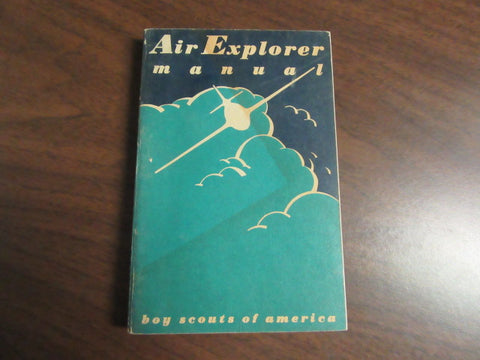 Air Explorer
manual
boy scouts of america